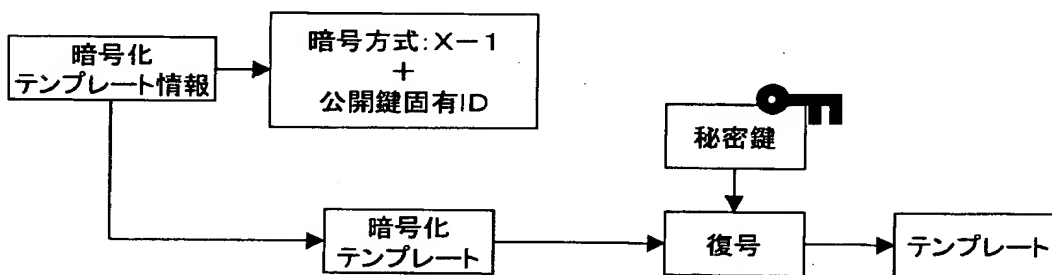 暗号化
テンプレート情報
暗号方式:X－1
+
公開鍵固有ID
秘密鍵
暗号化
テンプレート
復号
テンプレート